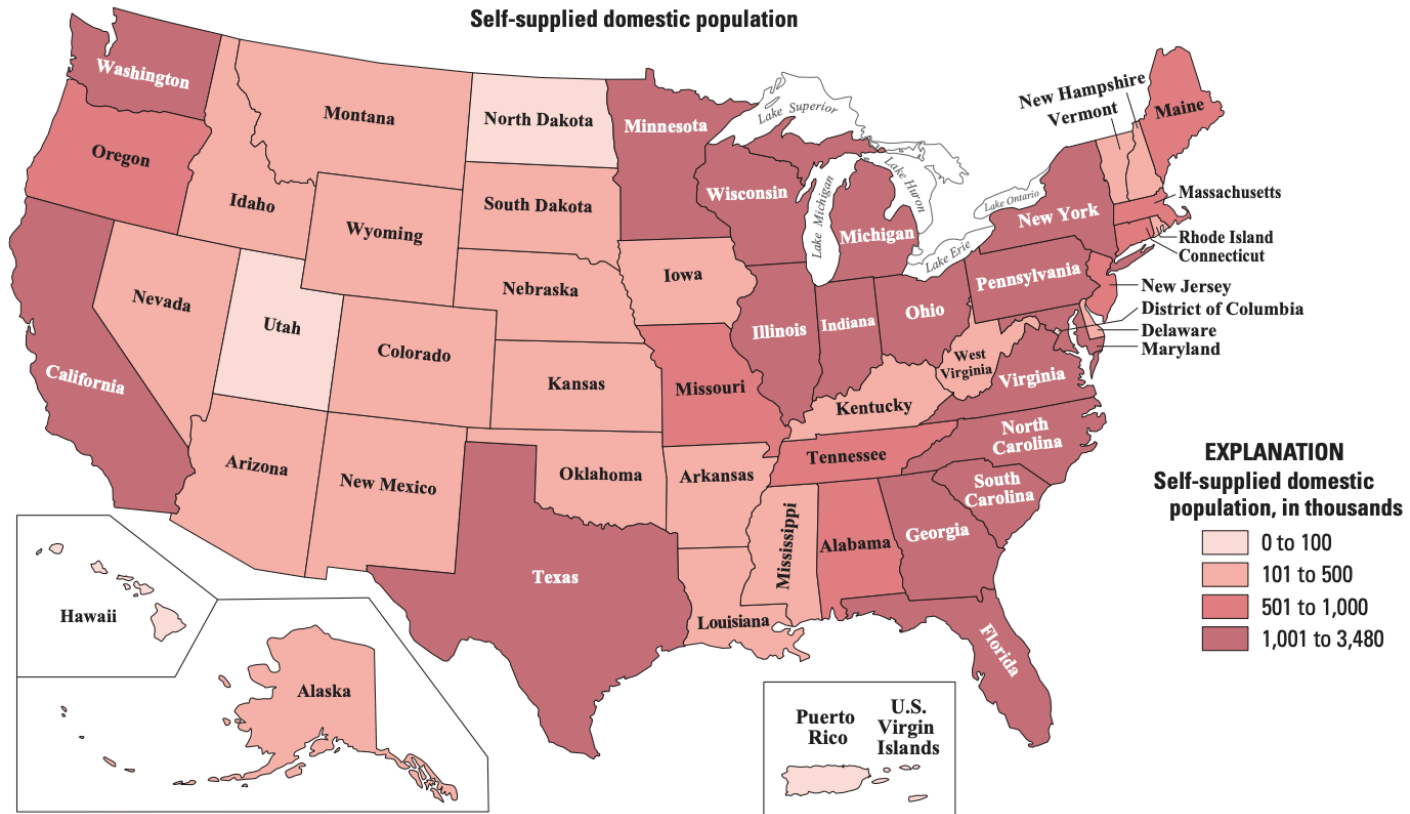 Self-supplied domestic population
Washington
Montana
North Dakota
Minnesota
Lake Superior
New Hampshire
Vermont
Maine
Oregon
Idaho
Wyoming
South Dakota
Wisconsin
Lake Michigan
Lake Huron
Michigan
Lake Ontario
Lake Erie
New York
Massachusetts
Rhode Island
Connecticut
Nevada
Utah
Colorado
Nebraska
Iowa
Illinois
Indiana
Ohio
Pennsylvania
New Jersey
District of Columbia
Delaware
Maryland
California
Kansas
Missouri
Kentucky
West
Virginia
Virginia
Arizona
New Mexico
Oklahoma
Arkansas
Tennessee
North
Carolina
South
Carolina
Texas
Louisiana
Mississippi
Alabama
Georgia
Florida
Hawaii
Alaska
Puerto
Rico
U.S.
Virgin
Islands
EXPLANATION
Self-supplied domestic
population, in thousands
0 to 100
101 to 500
501 to 1,000
1,001 to 3,480